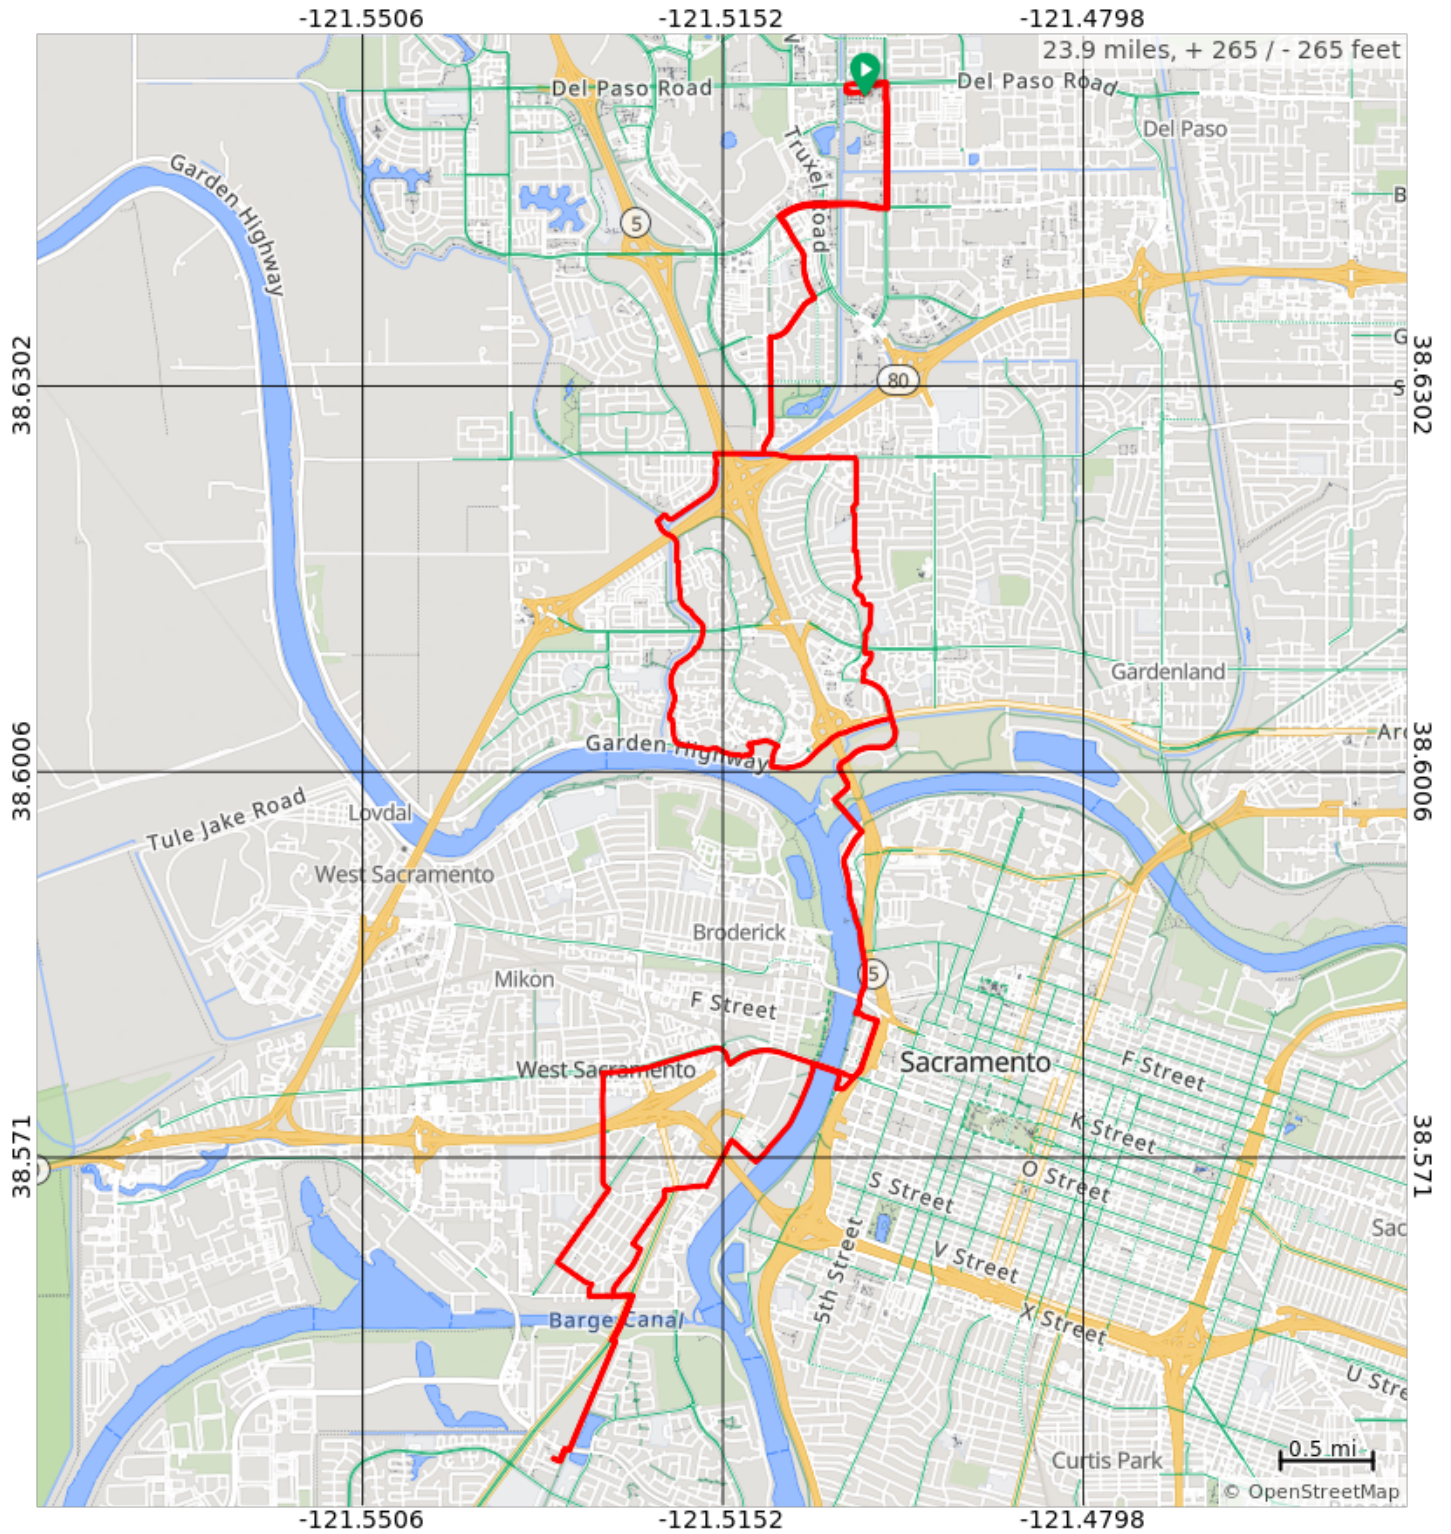 -121.5506
-121.5152
-121.4798
23.9 miles, + 265 / - 265 feet
Del Paso Road
Del Paso Road
Del Paso
Garden Highway
Truxel Road
B
5
G
38.6302
38.6302
80
S
Gardenland
Garden Highway
Arc
38.6006
38.6006
Tule Jake Road
Lovdal
West Sacramento
Broderick
5
Mikon
F Street
West Sacramento
Sacramento
F Street
K Street
38.571
38.571
O Street
S Street
Sac
5th Street
V Street
Barge Canal
X Street
U Stre
0.5 mi
Curtis Park
© OpenStreetMap
-121.5506
-121.5152
-121.4798